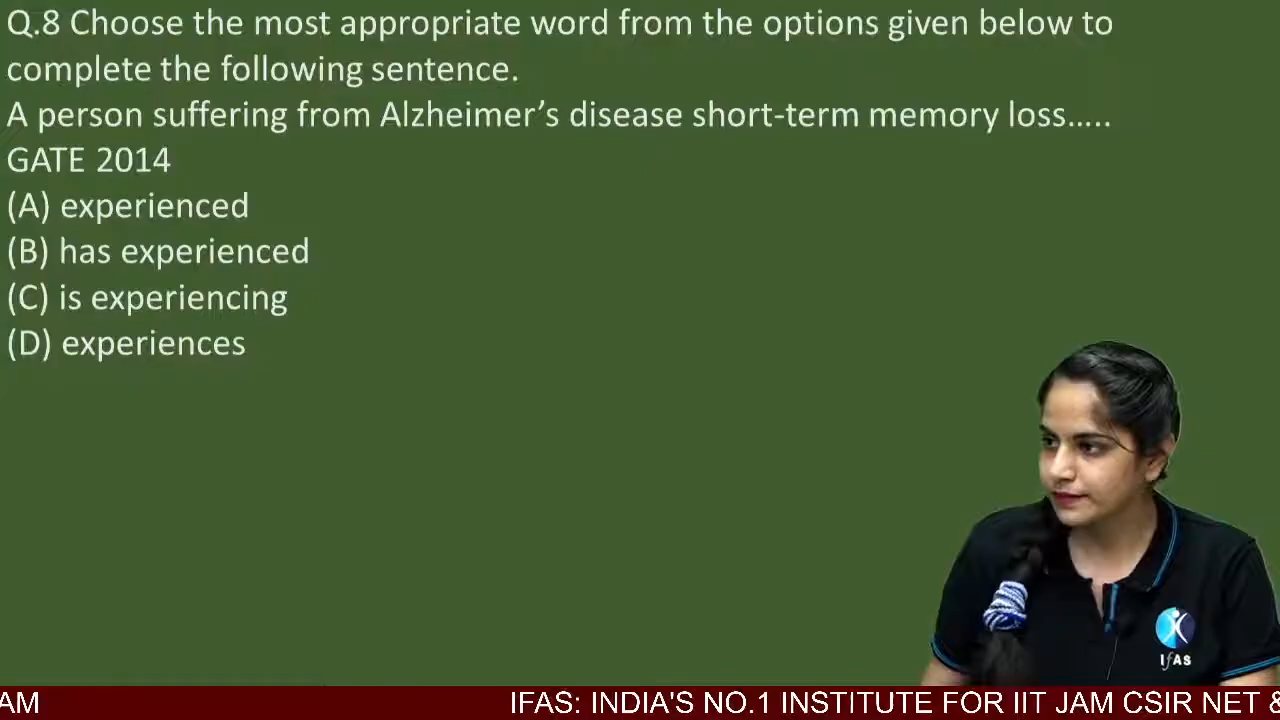 Q.8 Choose the most appropriate word from the options given below to
complete the following sentence.
A person suffering from Alzheimer’s disease short-term memory loss…..
GATE 2014
(A) experienced
(B) has experienced
(C) is experiencing
(D) experiences
IfAS
AM IFAS: INDIA'S NO.1 INSTITUTE FOR IIT JAM CSIR NET &